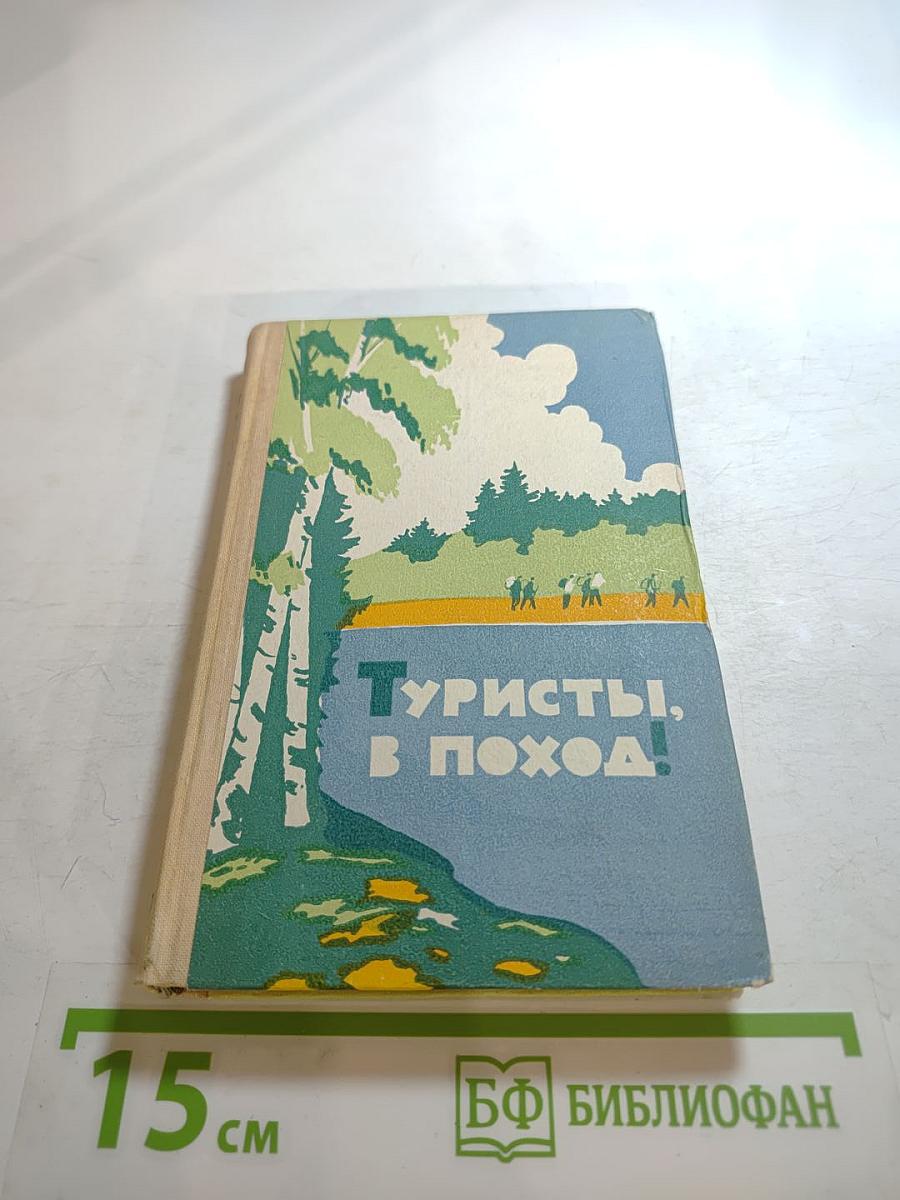 Туристы,
в поход!
15 см
БФ БИБЛИОФАН